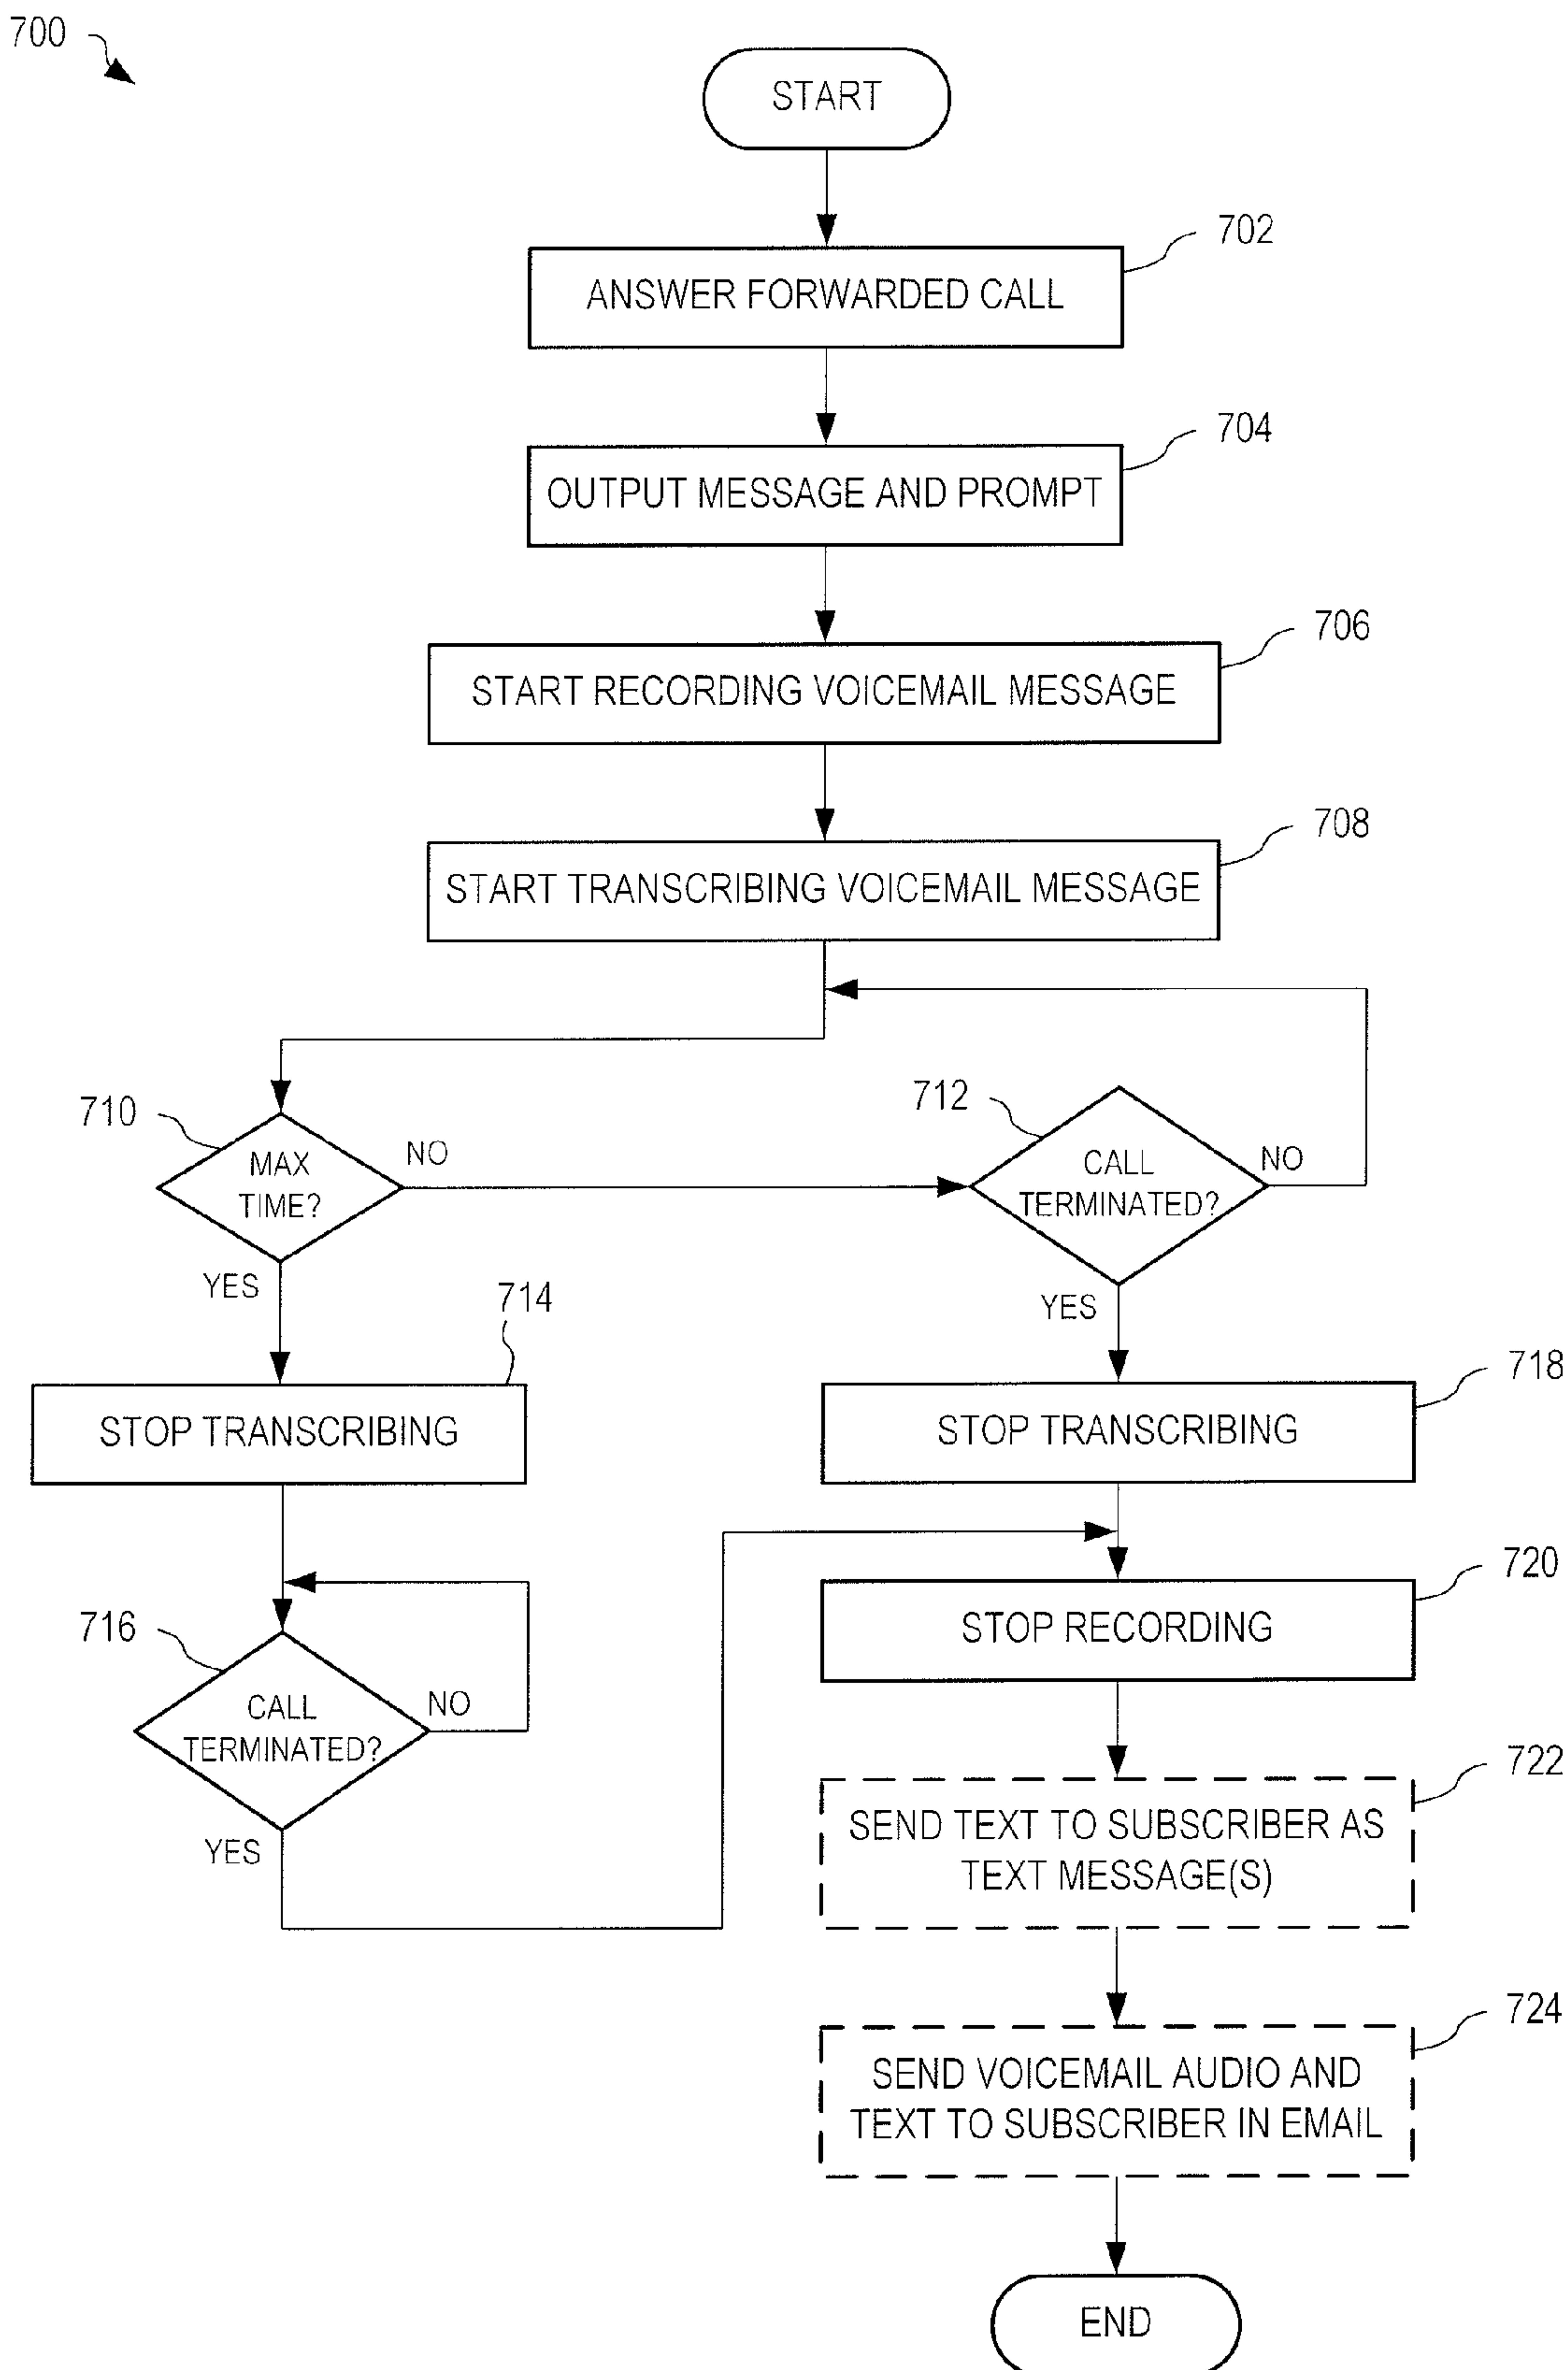 700
START
702
ANSWER FORWARDED CALL
704
OUTPUT MESSAGE AND PROMPT
706
START RECORDING VOICEMAIL MESSAGE
708
START TRANSCRIBING VOICEMAIL MESSAGE
710
MAX
TIME?
NO
YES
712
CALL
TERMINATED?
NO
YES
714
STOP TRANSCRIBING
718
STOP TRANSCRIBING
716
CALL
TERMINATED?
NO
YES
720
STOP RECORDING
722
SEND TEXT TO SUBSCRIBER AS
TEXT MESSAGE(S)
724
SEND VOICEMAIL AUDIO AND
TEXT TO SUBSCRIBER IN EMAIL
END